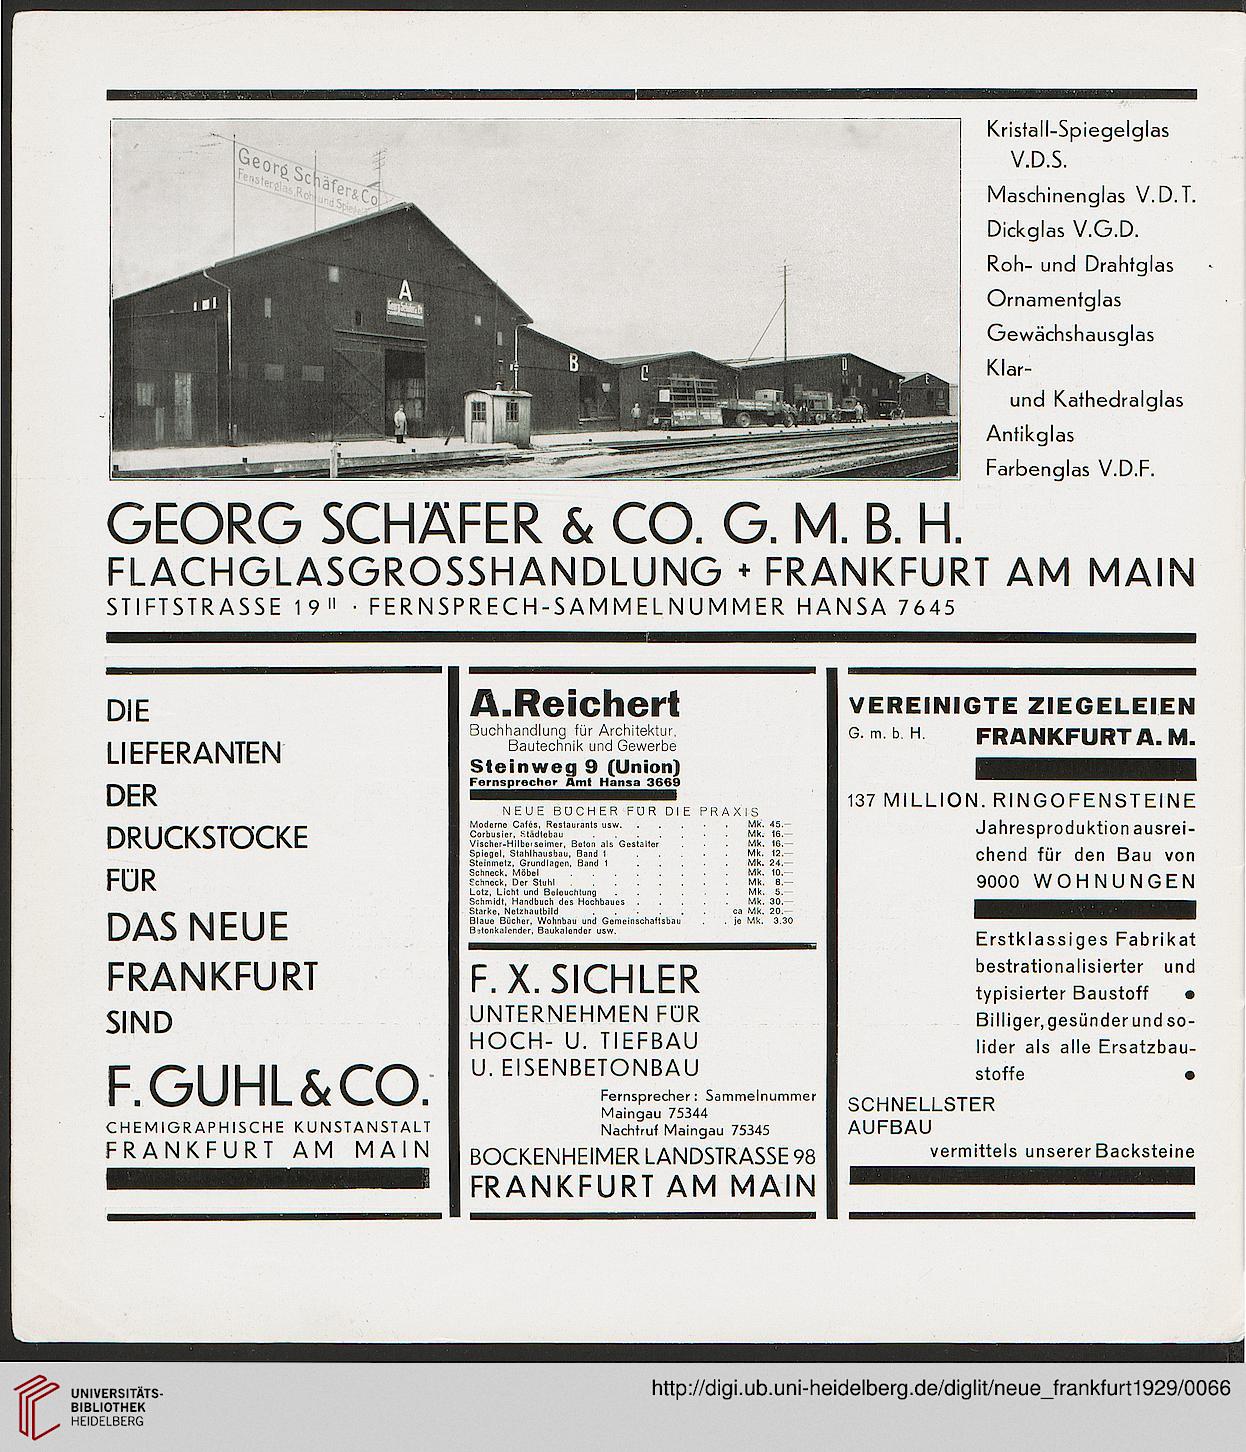 Georg Schäfer & Co
Fensterglas, Roh und Spiegel
A
B
C
D
E
Kristall-Spiegelglas
V.D.S.
Maschinenglas V.D.T.
Dickglas V.G.D.
Roh- und Drahtglas
Ornamentglas
Gewächshausglas
Klar-
und Kathedralglas
Antikglas
Farbenglas V.D.F.
GEORG SCHÄFER & CO. G. M. B. H.
FLACHGLASGROSSHANDLUNG + FRANKFURT AM MAIN
STIFTSTRASSE 19 II · FERNSPRECH-SAMMELNUMMER HANSA 7645
DIE
LIEFERANTEN
DER
DRUCKSTÖCKE
FÜR
DAS NEUE
FRANKFURT
SIND
F. GUHL & CO.
CHEMIGRAPHISCHE KUNSTANSTALT
FRANKFURT AM MAIN
A. Reichert
Buchhandlung für Architektur,
Bautechnik und Gewerbe
Steinweg 9 (Union)
Fernsprecher Amt Hansa 3669
NEUE BÜCHER FÜR DIE PRAXIS
Moderne Cafés, Restaurants usw. . . . . . . Mk. 45.—
Corbusier, Städtebau . . . . . . Mk. 16.—
Vischer-Hilberseimer, Beton als Gestalter . . . . . Mk. 16.—
Spiegel, Stahlhausbau, Band 1 . . . . . Mk. 12.—
Steinmetz, Grundlagen, Band 1 . . . . . Mk. 24.—
Schneck, Möbel . . . . . . Mk. 10.—
Schneck, Der Stuhl . . . . . . Mk. 8.—
Lotz, Licht und Beleuchtung . . . . . . Mk. 5.—
Schmidt, Handbuch des Hochbaues . . . . . Mk. 30.—
Starke, Netzhautbild . . . . . ca Mk. 20.—
Blaue Bücher, Wohnbau und Gemeinschaftsbau . . je Mk. 3.30
Betonkalender, Baukalender usw.
F. X. SICHLER
UNTERNEHMEN FÜR
HOCH- U. TIEFBAU
U. EISENBETONBAU
Fernsprecher: Sammelnummer
Maingau 75344
Nachtruf Maingau 75345
BOCKENHEIMER LANDSTRASSE 98
FRANKFURT AM MAIN
VEREINIGTE ZIEGELEIEN
G. m. b. H. FRANKFURT A. M.
137 MILLION. RINGOFENSTEINE
Jahresproduktion ausrei-
chend für den Bau von
9000 WOHNUNGEN
Erstklassiges Fabrikat
bestrationalisierter und
typisierter Baustoff ●
Billiger, gesünder und so-
lider als alle Ersatzbau-
stoffe ●
SCHNELLSTER
AUFBAU
vermittels unserer Backsteine
UNIVERSITÄTS-
BIBLIOTHEK
HEIDELBERG
http://digi.ub.uni-heidelberg.de/diglit/neue_frankfurt1929/0066